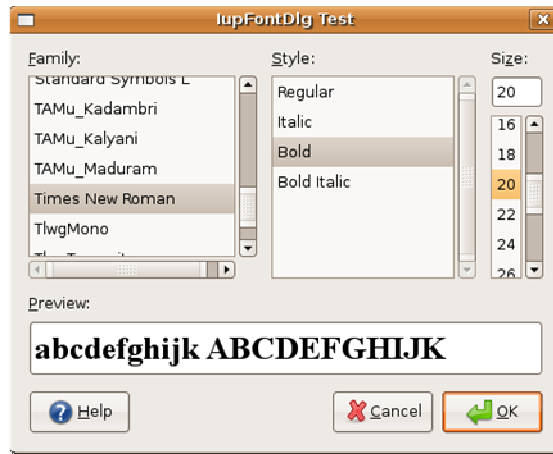 IupFontDlg Test
Family:
Standard Symbols L
TAMu_Kadambri
TAMu_Kalyani
TAMu_Maduram
Times New Roman
TlwgMono
Style:
Regular
Italic
Bold
Bold Italic
Size:
20
16
18
20
22
24
26
Preview:
abcdefghijk ABCDEFGHIJK
Help
Cancel
OK